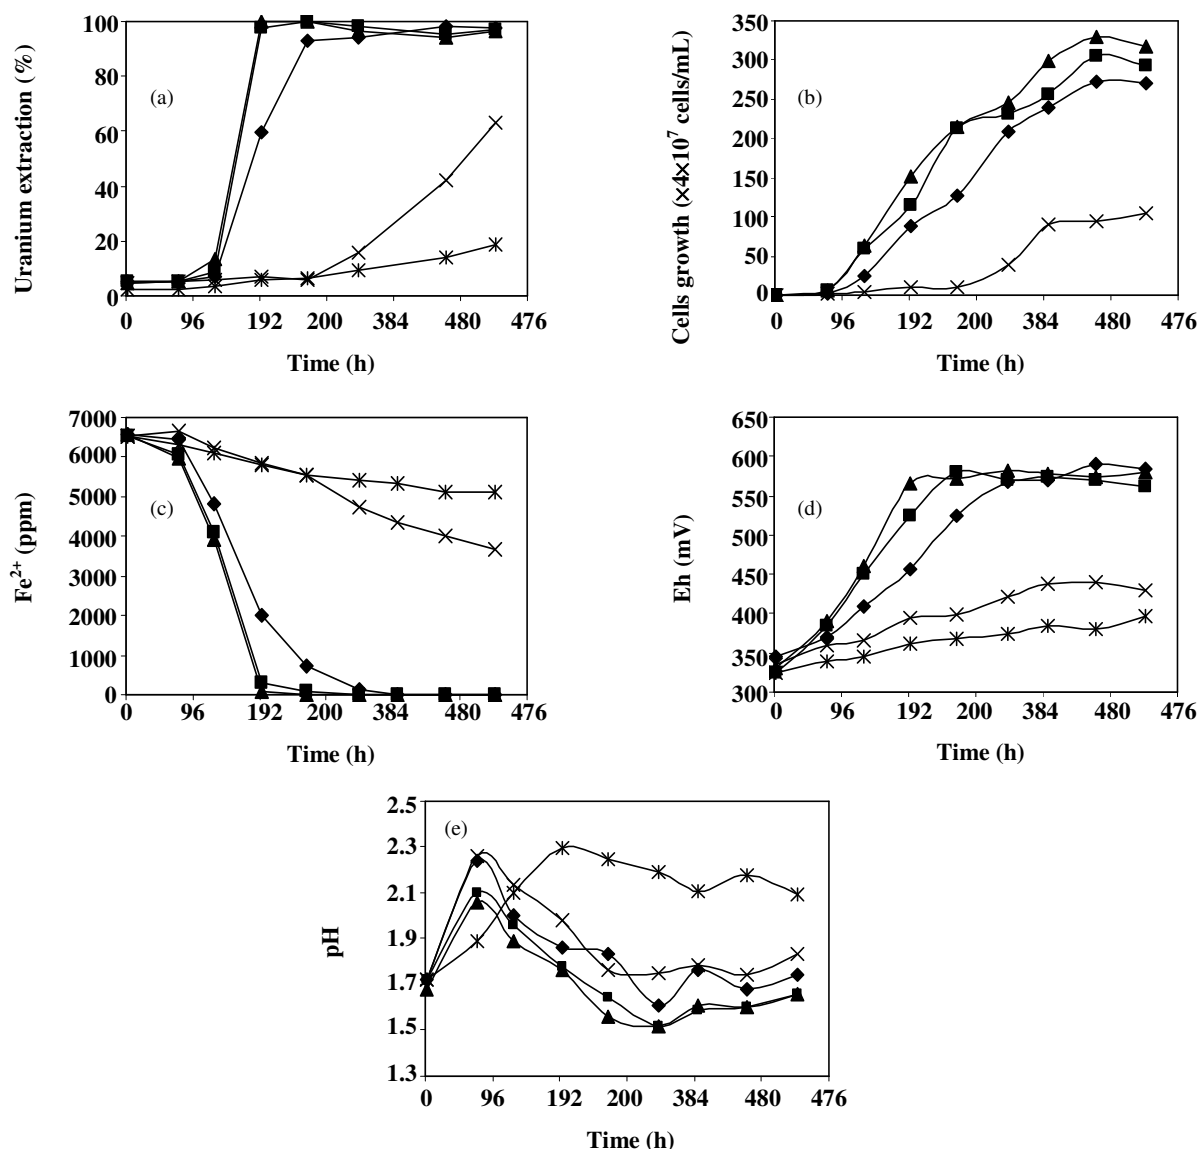 100
80
60
40
20
0
Uranium extraction (%)
(a)
0 96 192 200 384 480 476
Time (h)
350
300
250
200
150
100
50
0
Cells growth (×4×10⁷ cells/mL)
(b)
0 96 192 200 384 480 476
Time (h)
7000
6000
5000
4000
3000
2000
1000
0
Fe²⁺ (ppm)
(c)
0 96 192 200 384 480 476
Time (h)
650
600
550
500
450
400
350
300
Eh (mV)
(d)
0 96 192 200 384 480 476
Time (h)
2.5
2.3
2.1
1.9
1.7
1.5
1.3
pH
(e)
0 96 192 200 384 480 476
Time (h)